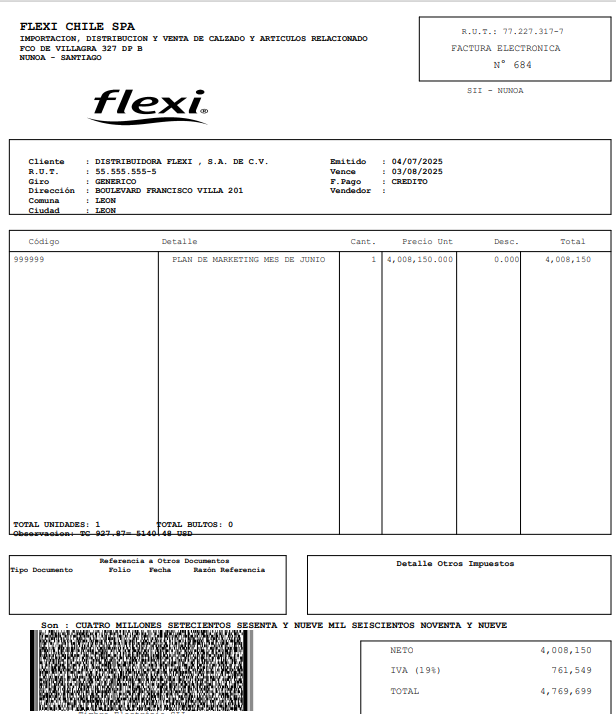 FLEXI CHILE SPA
IMPORTACION, DISTRIBUCION Y VENTA DE CALZADO Y ARTICULOS RELACIONADO
FCO DE VILLAGRA 327 DP B
NUNOA - SANTIAGO
R.U.T.: 77.227.317-7
FACTURA ELECTRONICA
N° 684
SII - NUNOA
flexi®
Cliente : DISTRIBUIDORA FLEXI , S.A. DE C.V.
R.U.T. : 55.555.555-5
Giro : GENERICO
Dirección : BOULEVARD FRANCISCO VILLA 201
Comuna : LEON
Ciudad : LEON
Emitido : 04/07/2025
Vence : 03/08/2025
F.Pago : CREDITO
Vendedor :
Código Detalle Cant. Precio Unt Desc. Total
999999 PLAN DE MARKETING MES DE JUNIO 1 4,008,150.000 0.000 4,008,150
TOTAL UNIDADES: 1 TOTAL BULTOS: 0
Observacion: TC 927.87= 5140.48 USD
Referencia a Otros Documentos
Tipo Documento Folio Fecha Razón Referencia
Detalle Otros Impuestos
Son : CUATRO MILLONES SETECIENTOS SESENTA Y NUEVE MIL SEISCIENTOS NOVENTA Y NUEVE
NETO 4,008,150
IVA (19%) 761,549
TOTAL 4,769,699